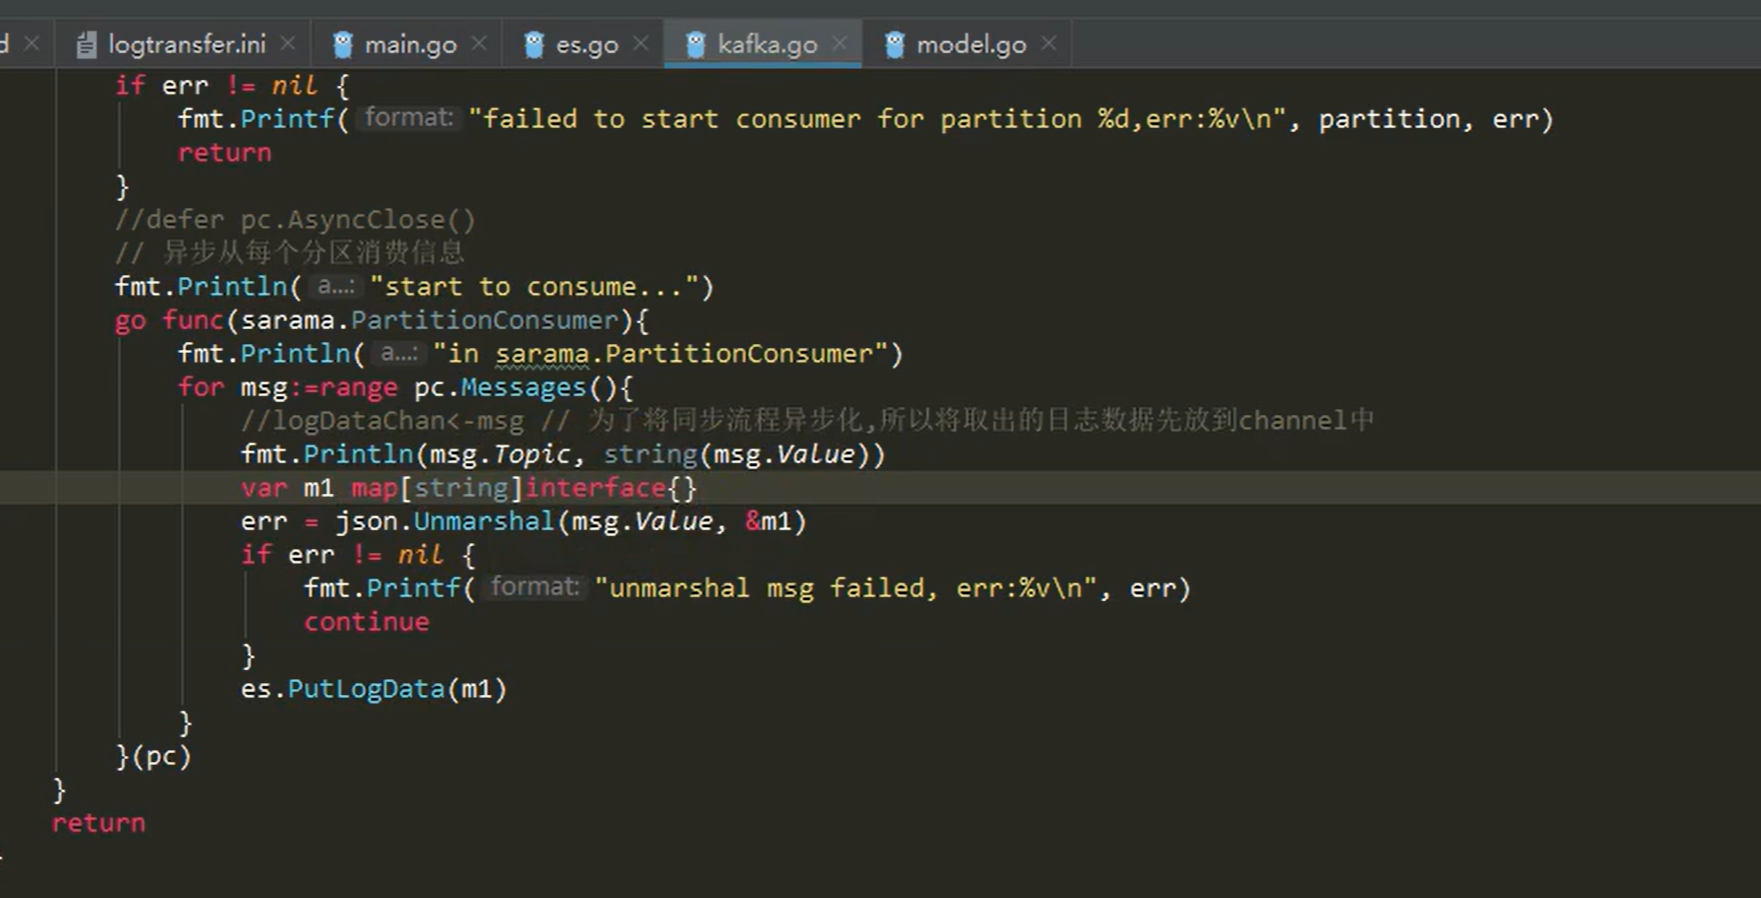 d
logtransfer.ini
main.go
es.go
kafka.go
model.go
if err != nil {
fmt.Printf( format: "failed to start consumer for partition %d,err:%v\n", partition, err)
return
}
//defer pc.AsyncClose()
// 异步从每个分区消费信息
fmt.Println( a...: "start to consume...")
go func(sarama.PartitionConsumer){
fmt.Println( a...: "in sarama.PartitionConsumer")
for msg:=range pc.Messages(){
//logDataChan<-msg // 为了将同步流程异步化,所以将取出的日志数据先放到channel中
fmt.Println(msg.Topic, string(msg.Value))
var m1 map[string]interface{}
err = json.Unmarshal(msg.Value, &m1)
if err != nil {
fmt.Printf( format: "unmarshal msg failed, err:%v\n", err)
continue
}
es.PutLogData(m1)
}
}(pc)
}
return